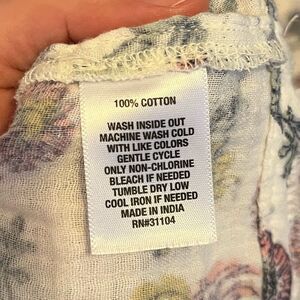 100% COTTON
WASH INSIDE OUT
MACHINE WASH COLD
WITH LIKE COLORS
GENTLE CYCLE
ONLY NON-CHLORINE
BLEACH IF NEEDED
TUMBLE DRY LOW
COOL IRON IF NEEDED
MADE IN INDIA
RN#31104